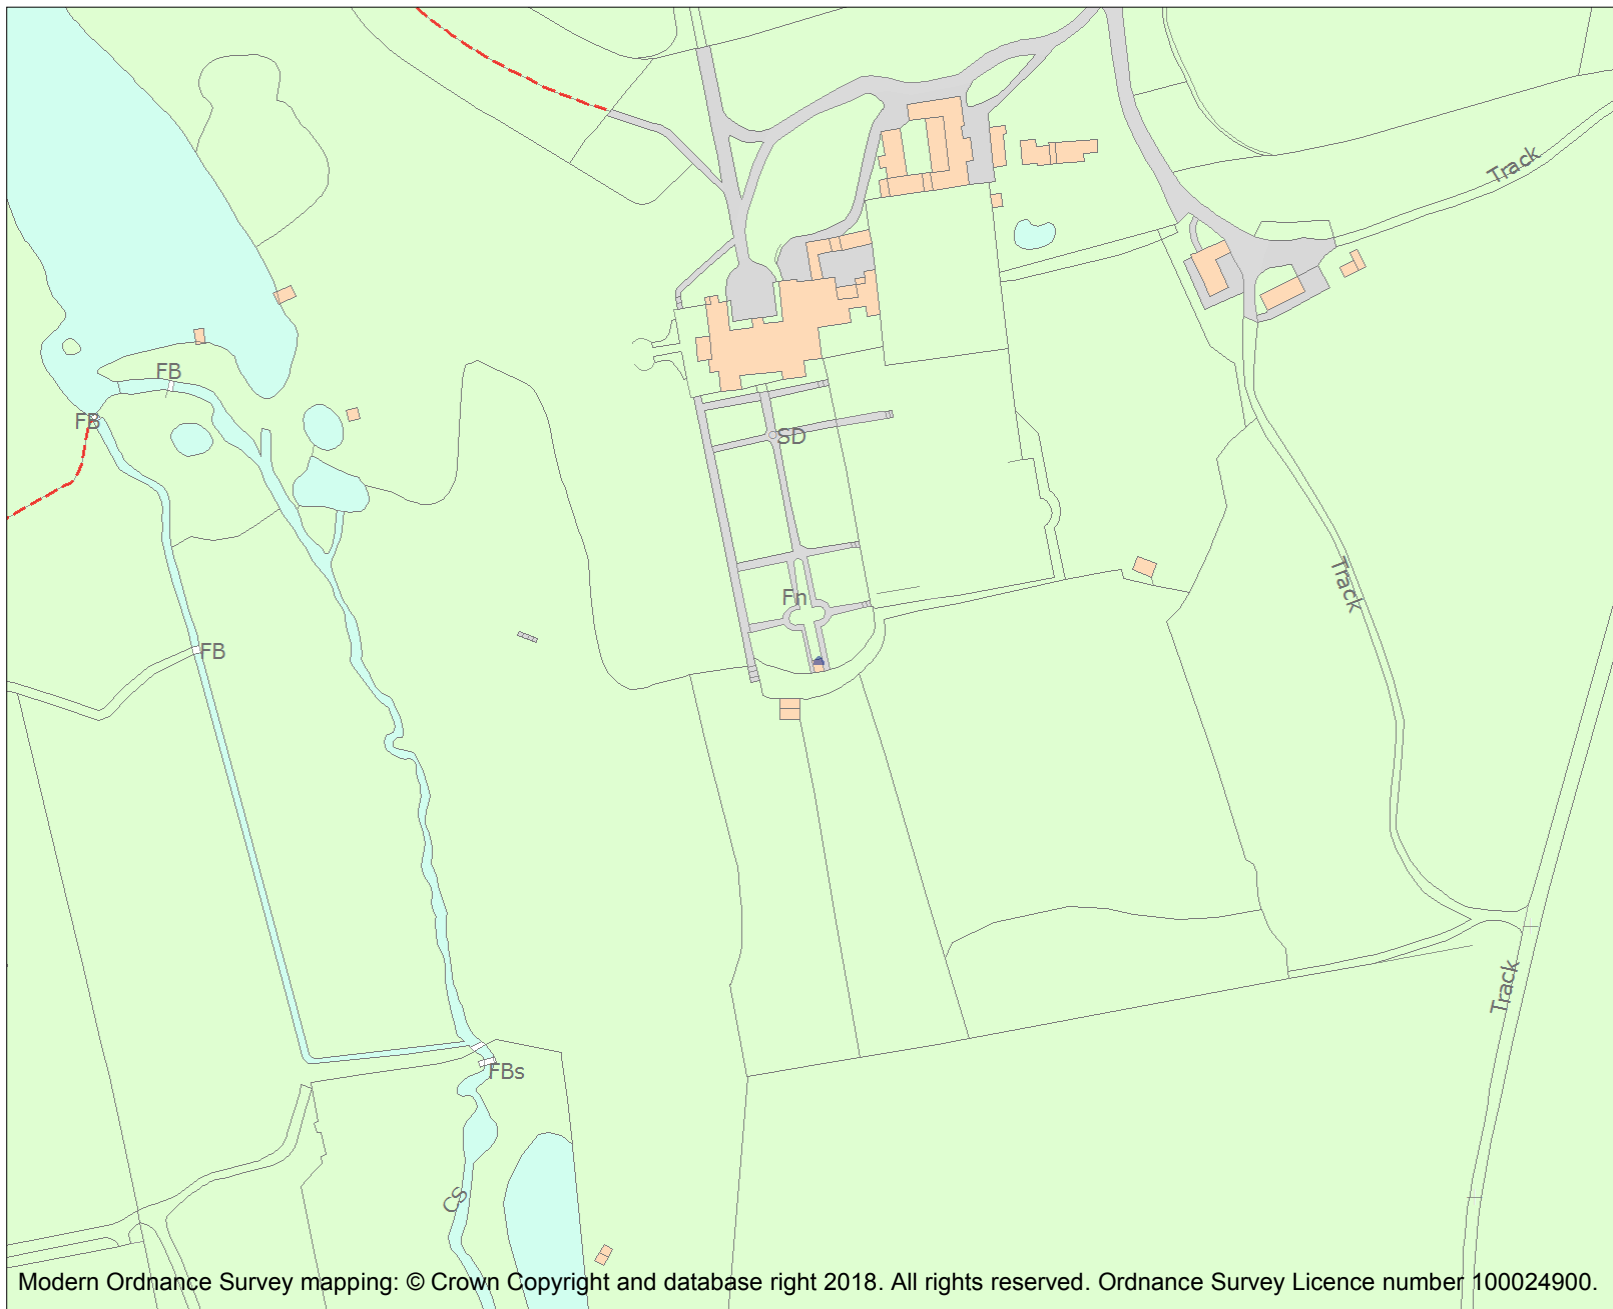 Track
FB
FB
SD
Track
Fn
FB
Track
FBs
CS
Modern Ordnance Survey mapping: © Crown Copyright and database right 2018. All rights reserved. Ordnance Survey Licence number 100024900.